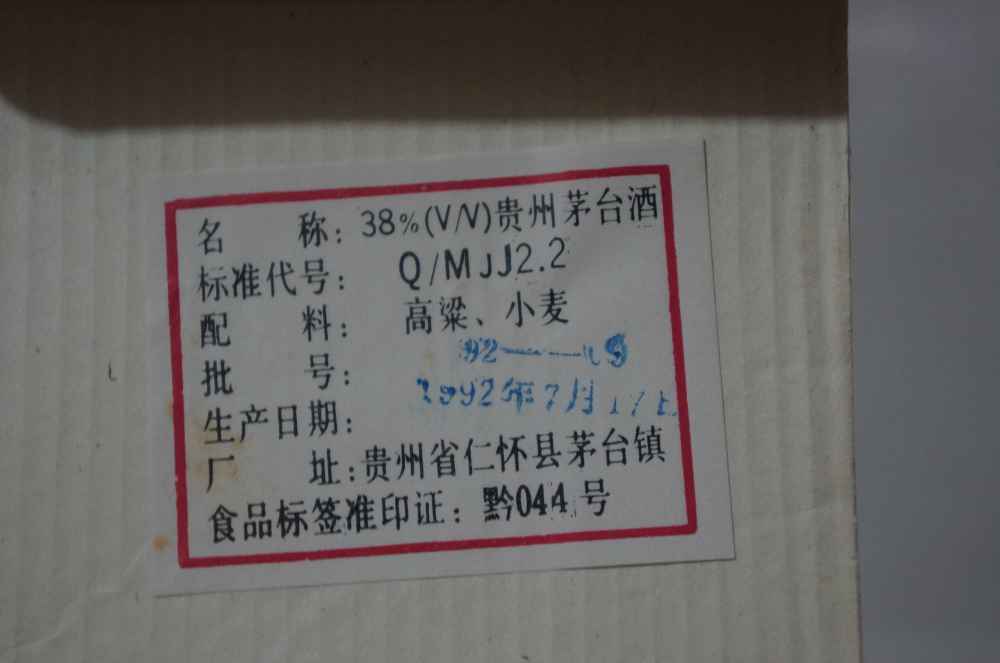 名 称: 38%(V/V)贵州茅台酒
标准代号: Q/MJJ2.2
配 料: 高粱、小麦
批 号: 92
生产日期: 1992年7月17日
厂 址:贵州省仁怀县茅台镇
食品标签准印证: 黔044号